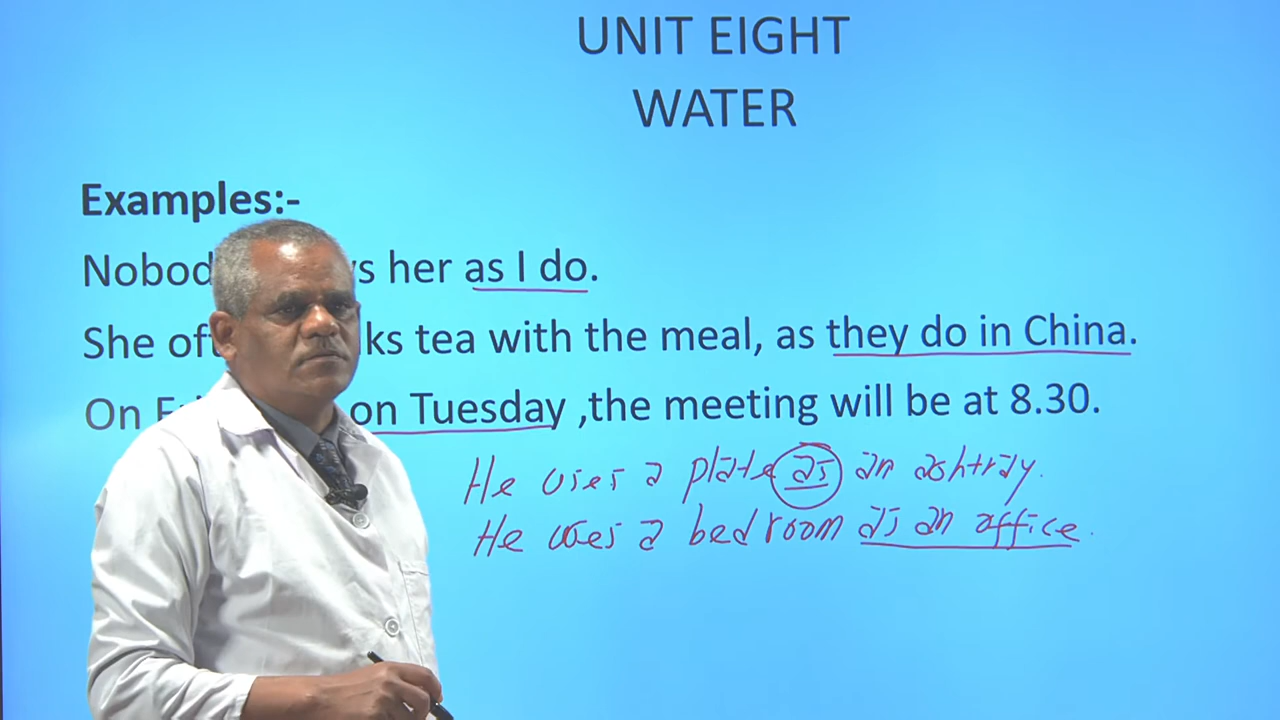 UNIT EIGHT
WATER
Examples:-
Nobod s her as I do.
She of ks tea with the meal, as they do in China.
On on Tuesday ,the meeting will be at 8.30.
He uses a plate as an ashtray.
He uses a bedroom as an office.